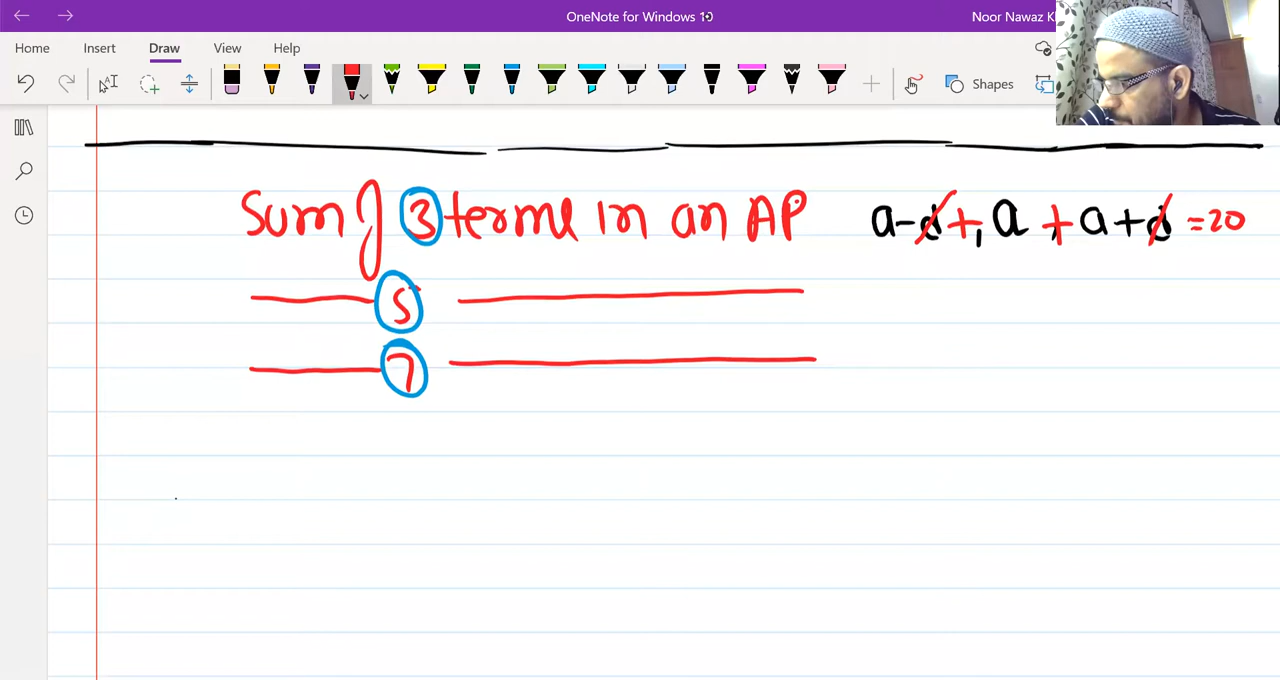 OneNote for Windows 10
Noor Nawaz K
Home Insert Draw View Help
Shapes
Sum of 3 terms in an AP a-d+, a + a+d =20
5
7